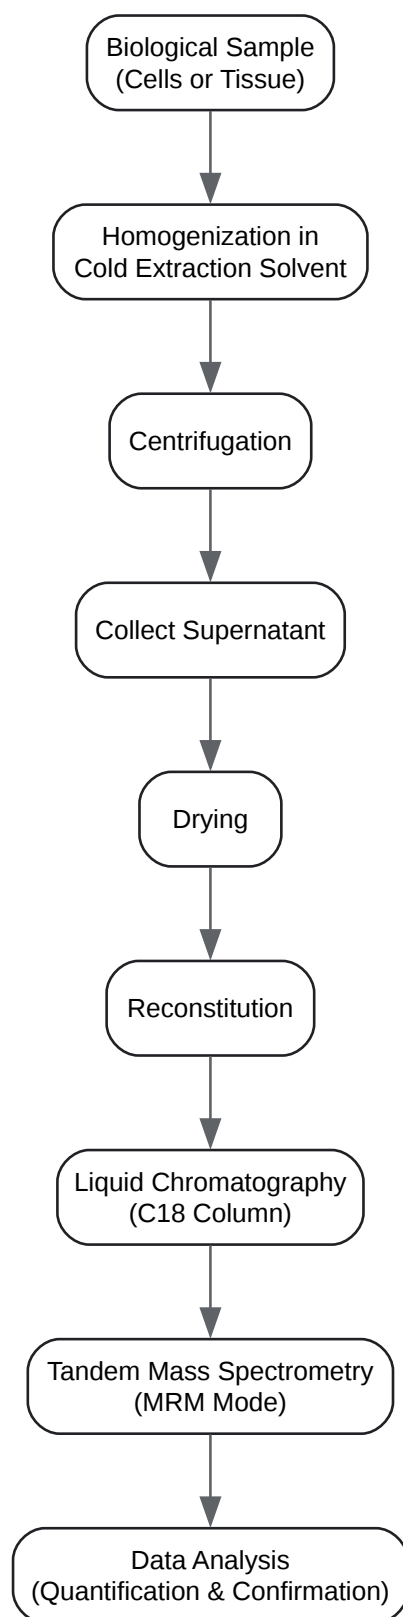 Biological Sample
(Cells or Tissue)
Homogenization in
Cold Extraction Solvent
Centrifugation
Collect Supernatant
Drying
Reconstitution
Liquid Chromatography
(C18 Column)
Tandem Mass Spectrometry
(MRM Mode)
Data Analysis
(Quantification & Confirmation)